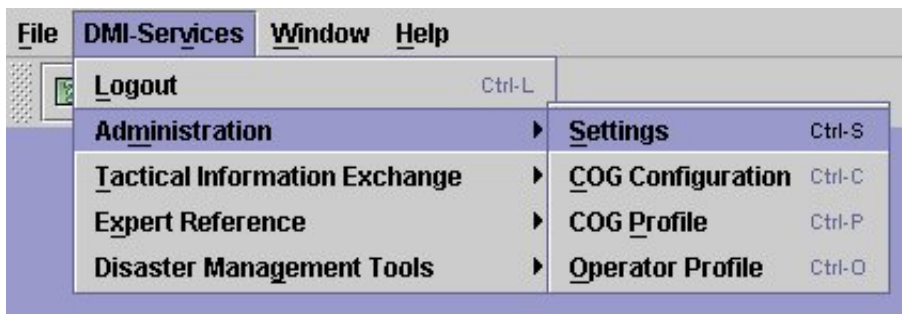 File DMI-Services Window Help
Logout Ctrl-L
Administration Settings Ctrl-S
Tactical Information Exchange COG Configuration Ctrl-C
Expert Reference COG Profile Ctrl-P
Disaster Management Tools Operator Profile Ctrl-O